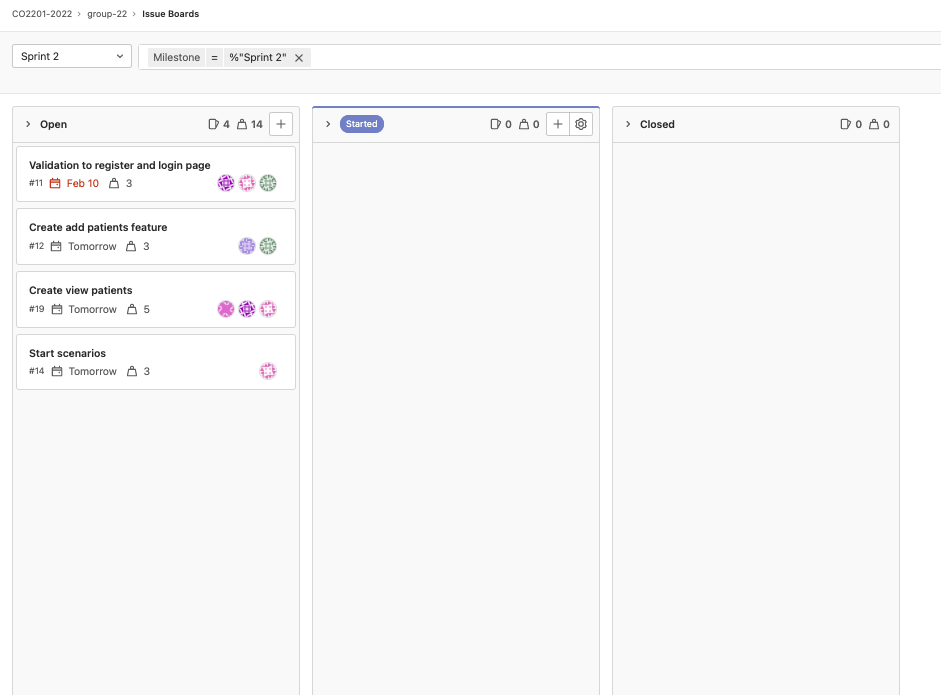 CO2201-2022 › group-22 › Issue Boards
Sprint 2
Milestone = %"Sprint 2"
Open 4 14
Validation to register and login page
#11 Feb 10 3
Create add patients feature
#12 Tomorrow 3
Create view patients
#19 Tomorrow 5
Start scenarios
#14 Tomorrow 3
Started 0 0
Closed 0 0